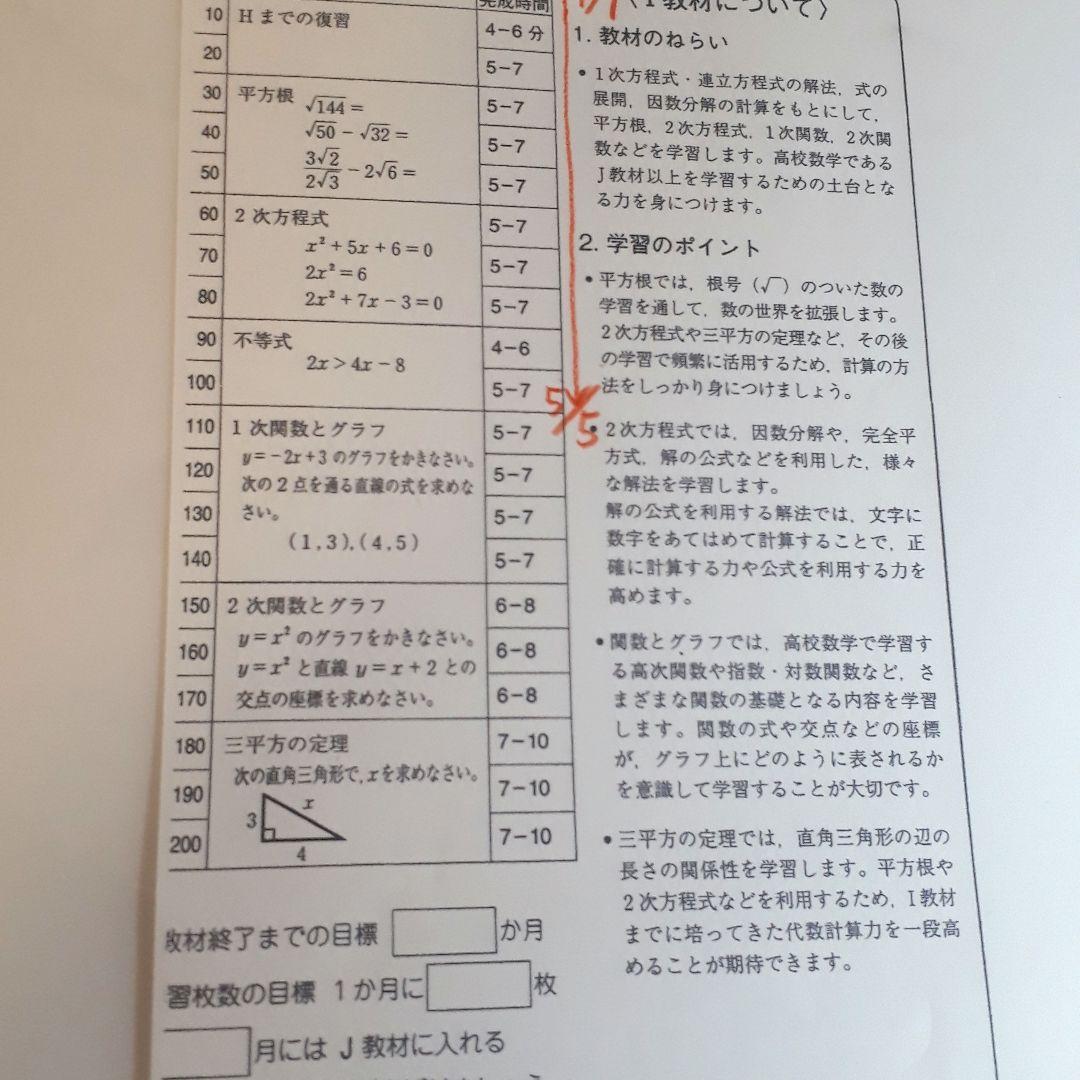 完成時間
10 Hまでの復習 4-6分
20 5-7
30 平方根 √144 = 5-7
40 √50 − √32 = 5-7
50 3√2/2√3 − 2√6 = 5-7
60 2次方程式 5-7
x² + 5x + 6 = 0
70 2x² = 6 5-7
80 2x² + 7x − 3 = 0 5-7
90 不等式 4-6
2x > 4x − 8
100 5-7
110 1次関数とグラフ 5-7
y = −2x + 3 のグラフをかきなさい。
120 次の2点を通る直線の式を求めな 5-7
130 さい。 5-7
140 (1,3),(4,5) 5-7
150 2次関数とグラフ 6-8
y = x² のグラフをかきなさい。
160 y = x² と直線 y = x + 2 との 6-8
170 交点の座標を求めなさい。 6-8
180 三平方の定理 7-10
次の直角三角形で,xを求めなさい。
190 7-10
x
3
200 7-10
4
教材終了までの目標 か月
習枚数の目標 1か月に 枚
月には J 教材に入れる
5/5
〈I教材について〉
1. 教材のねらい
• 1次方程式・連立方程式の解法,式の
展開,因数分解の計算をもとにして,
平方根,2次方程式,1次関数,2次関
数などを学習します。高校数学である
J教材以上を学習するための土台とな
る力を身につけます。
2. 学習のポイント
• 平方根では,根号(√ )のついた数の
学習を通して,数の世界を拡張します。
2次方程式や三平方の定理など,その後
の学習で頻繁に活用するため,計算の方
法をしっかり身につけましょう。
• 2次方程式では,因数分解や,完全平
方式,解の公式などを利用した,様々
な解法を学習します。
解の公式を利用する解法では,文字に
数字をあてはめて計算することで,正
確に計算する力や公式を利用する力を
高めます。
• 関数とグラフでは,高校数学で学習す
る高次関数や指数・対数関数など,さ
まざまな関数の基礎となる内容を学習
します。関数の式や交点などの座標
が,グラフ上にどのように表されるか
を意識して学習することが大切です。
• 三平方の定理では,直角三角形の辺の
長さの関係性を学習します。平方根や
2次方程式などを利用するため,I教材
までに培ってきた代数計算力を一段高
めることが期待できます。